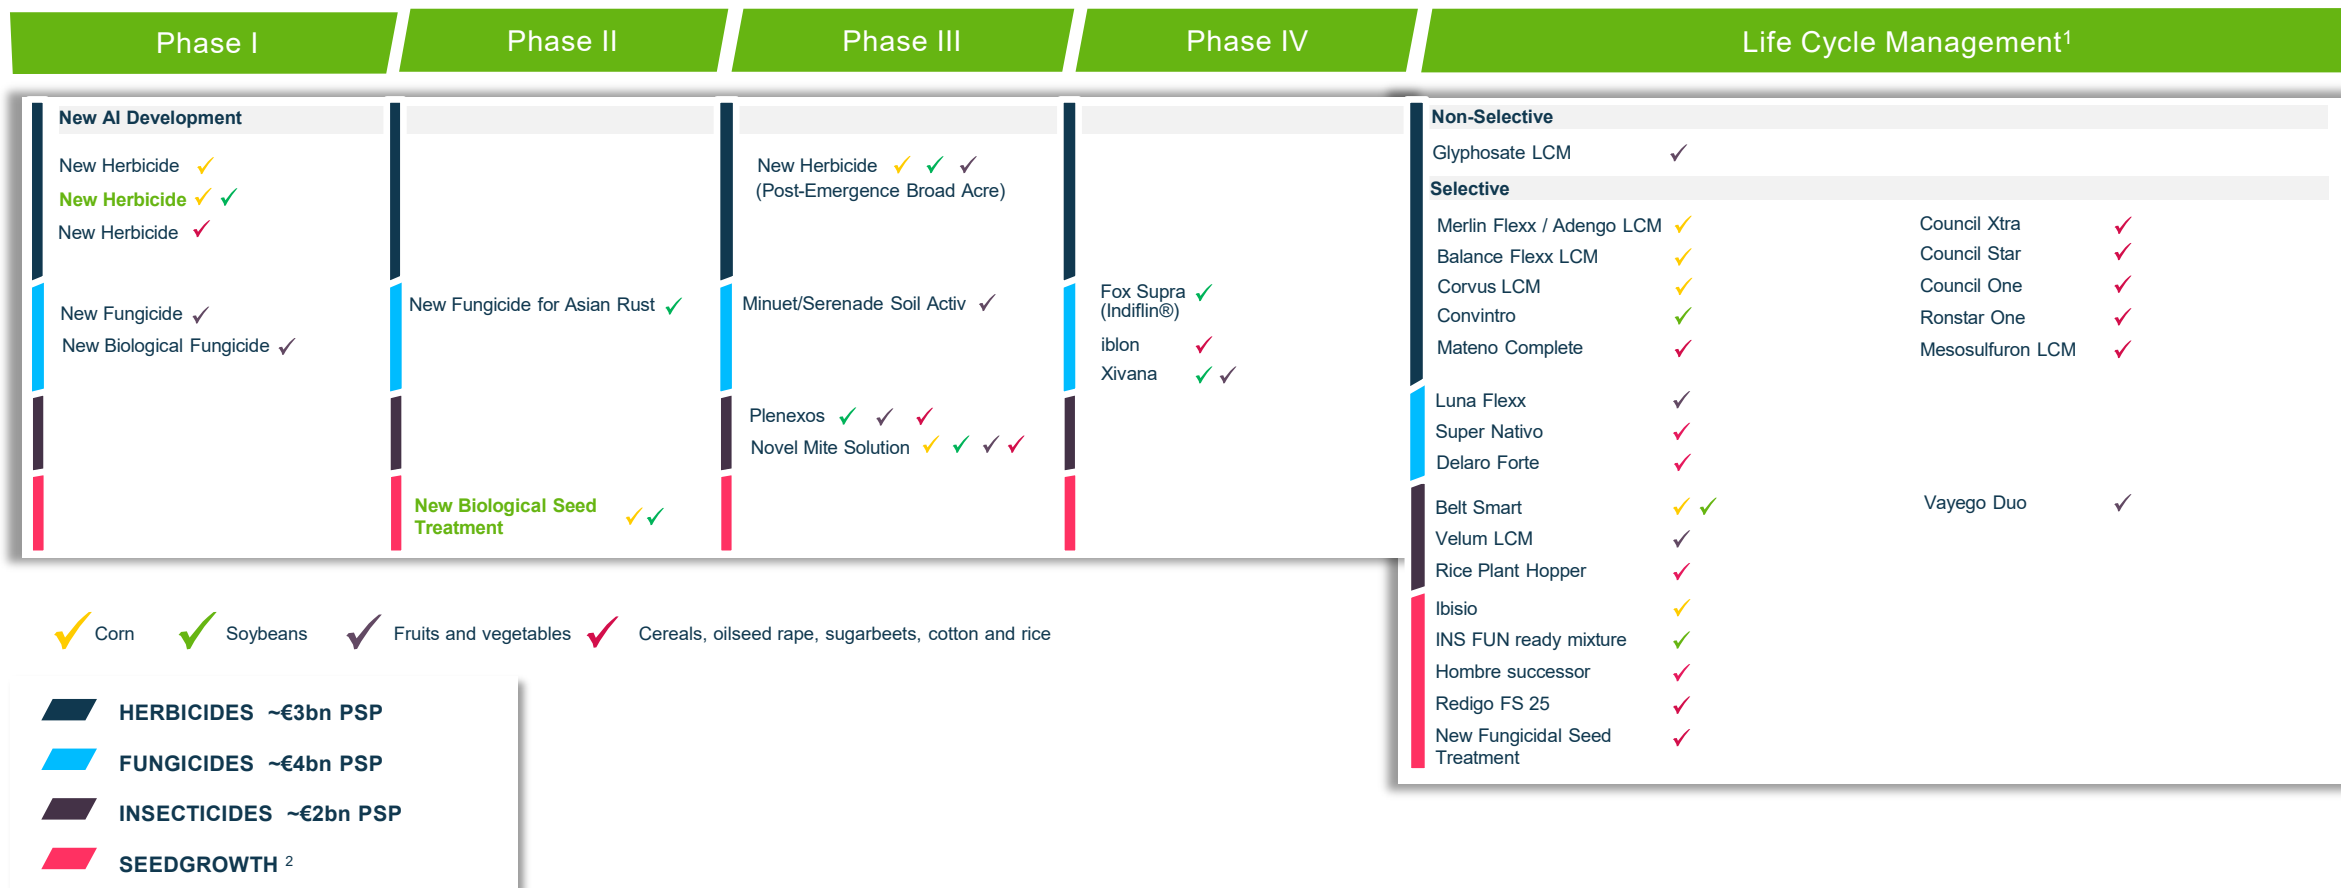 Phase I
Phase II
Phase III
Phase IV
Life Cycle Management1
New AI Development
New Herbicide
New Herbicide
New Herbicide
New Fungicide
New Biological Fungicide
New Fungicide for Asian Rust
New Biological Seed
Treatment
New Herbicide
(Post-Emergence Broad Acre)
Minuet/Serenade Soil Activ
Plenexos
Novel Mite Solution
Fox Supra
(Indiflin®)
iblon
Xivana
Non-Selective
Glyphosate LCM
Selective
Merlin Flexx / Adengo LCM
Balance Flexx LCM
Corvus LCM
Convintro
Mateno Complete
Council Xtra
Council Star
Council One
Ronstar One
Mesosulfuron LCM
Luna Flexx
Super Nativo
Delaro Forte
Belt Smart
Velum LCM
Rice Plant Hopper
Vayego Duo
Ibisio
INS FUN ready mixture
Hombre successor
Redigo FS 25
New Fungicidal Seed
Treatment
Corn
Soybeans
Fruits and vegetables
Cereals, oilseed rape, sugarbeets, cotton and rice
HERBICIDES ~€3bn PSP
FUNGICIDES ~€4bn PSP
INSECTICIDES ~€2bn PSP
SEEDGROWTH 2